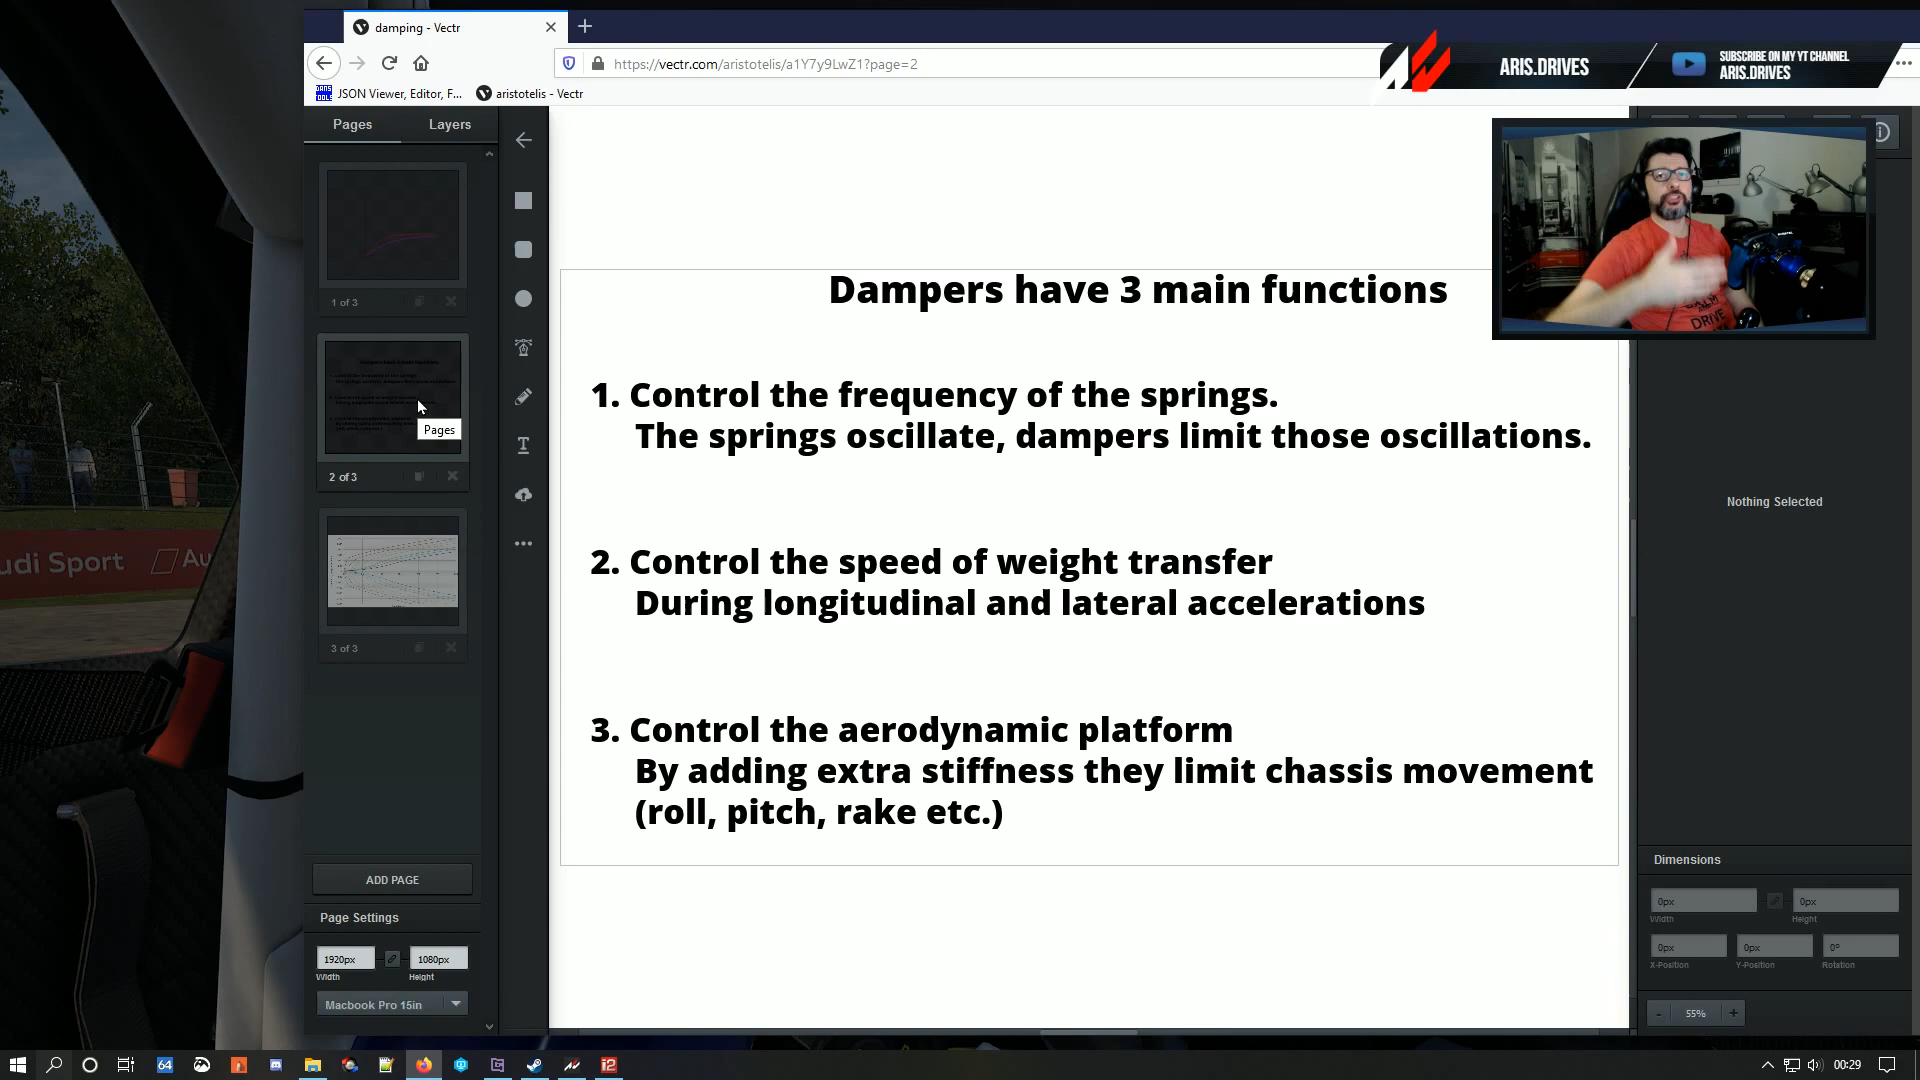 damping - Vectr
https://vectr.com/aristotelis/a1Y7y9LwZ1?page=2
JSON Viewer, Editor, F...
aristotelis - Vectr
ARIS.DRIVES
SUBSCRIBE ON MY YT CHANNEL
ARIS.DRIVES
Pages
Layers
1 of 3
Pages
2 of 3
3 of 3
ADD PAGE
Page Settings
1920px
1080px
Width
Height
Macbook Pro 15in
Dampers have 3 main functions
1. Control the frequency of the springs.
The springs oscillate, dampers limit those oscillations.
2. Control the speed of weight transfer
During longitudinal and lateral accelerations
3. Control the aerodynamic platform
By adding extra stiffness they limit chassis movement
(roll, pitch, rake etc.)
DRIVE
Nothing Selected
Dimensions
0px
0px
Width
Height
0px
0px
0°
X-Position
Y-Position
Rotation
- 55% +
udi Sport
Au
64
i2
00:29